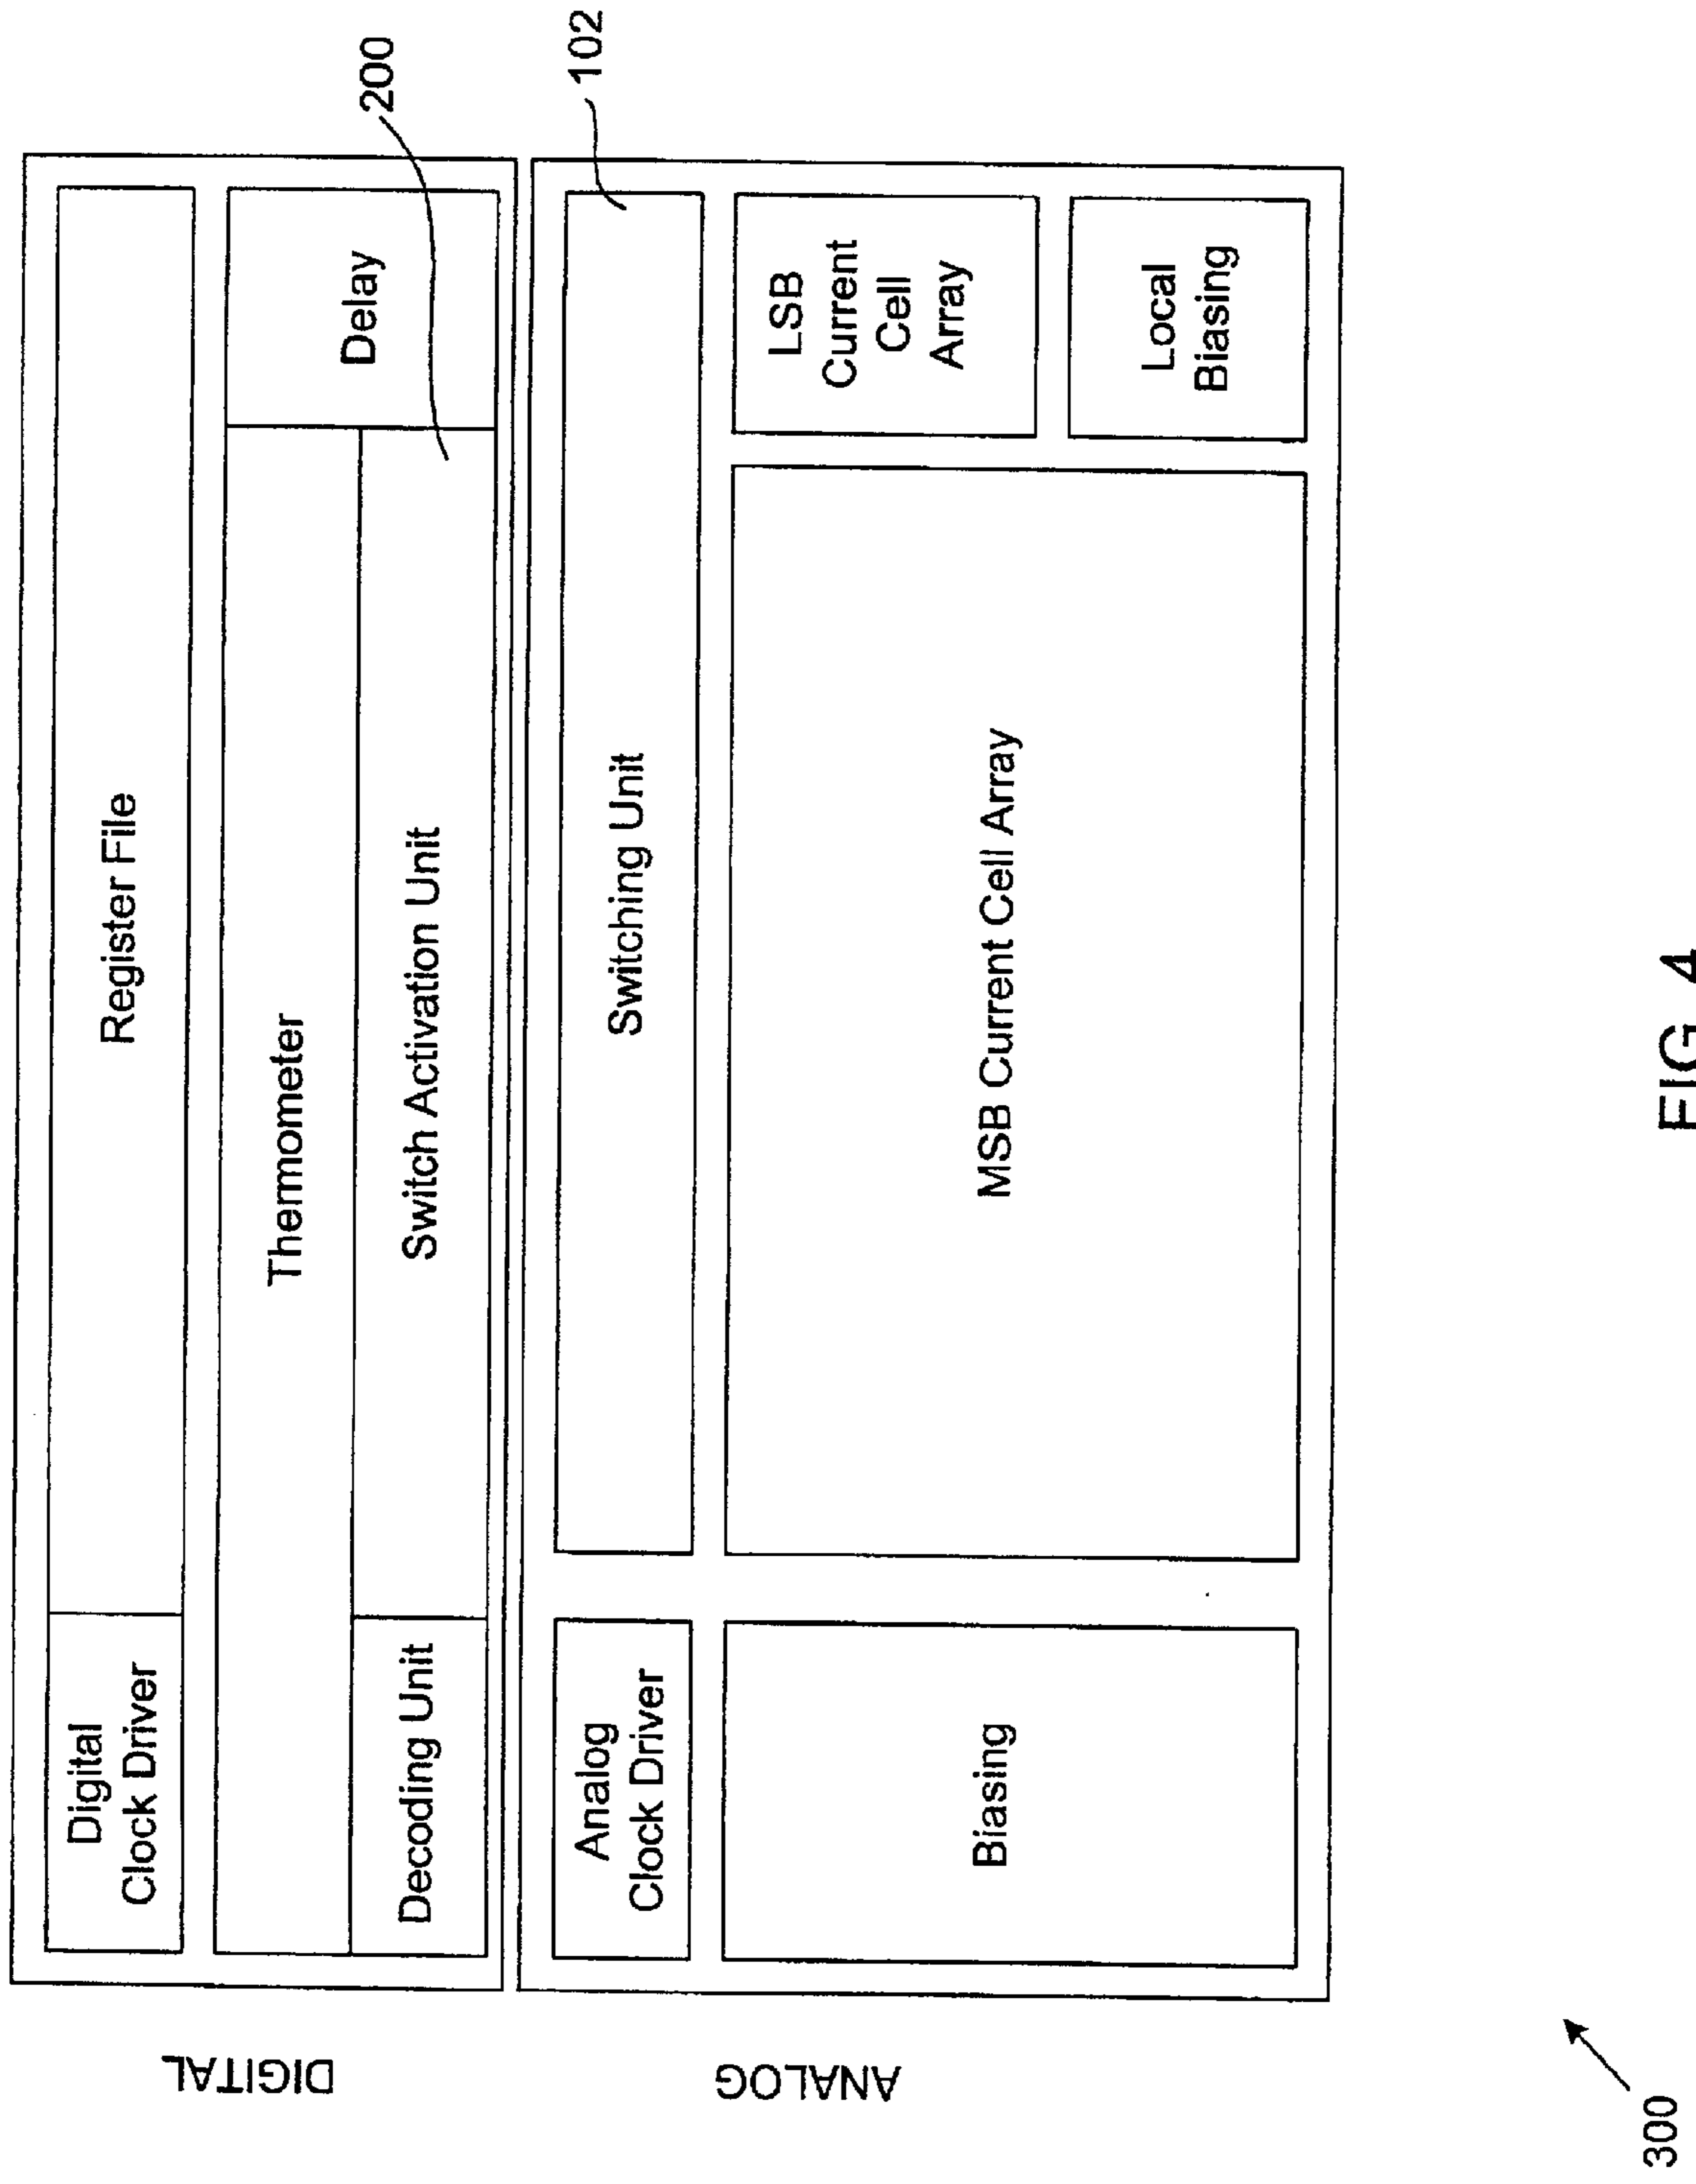 DIGITAL
Digital
Clock Driver
Register File
Thermometer
Delay
Decoding Unit
Switch Activation Unit
200
ANALOG
Analog
Clock Driver
Switching Unit
102
Biasing
MSB Current Cell Array
LSB
Current
Cell
Array
Local
Biasing
300
FIG. 4